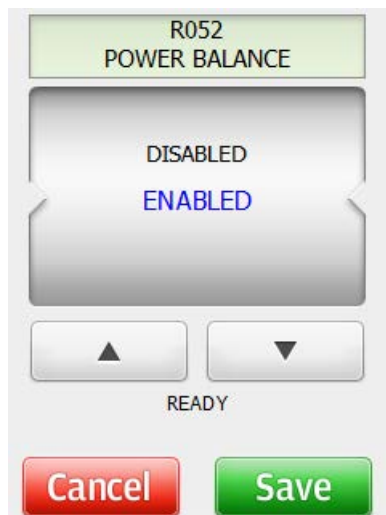 R052
POWER BALANCE
DISABLED
ENABLED
READY
Cancel
Save